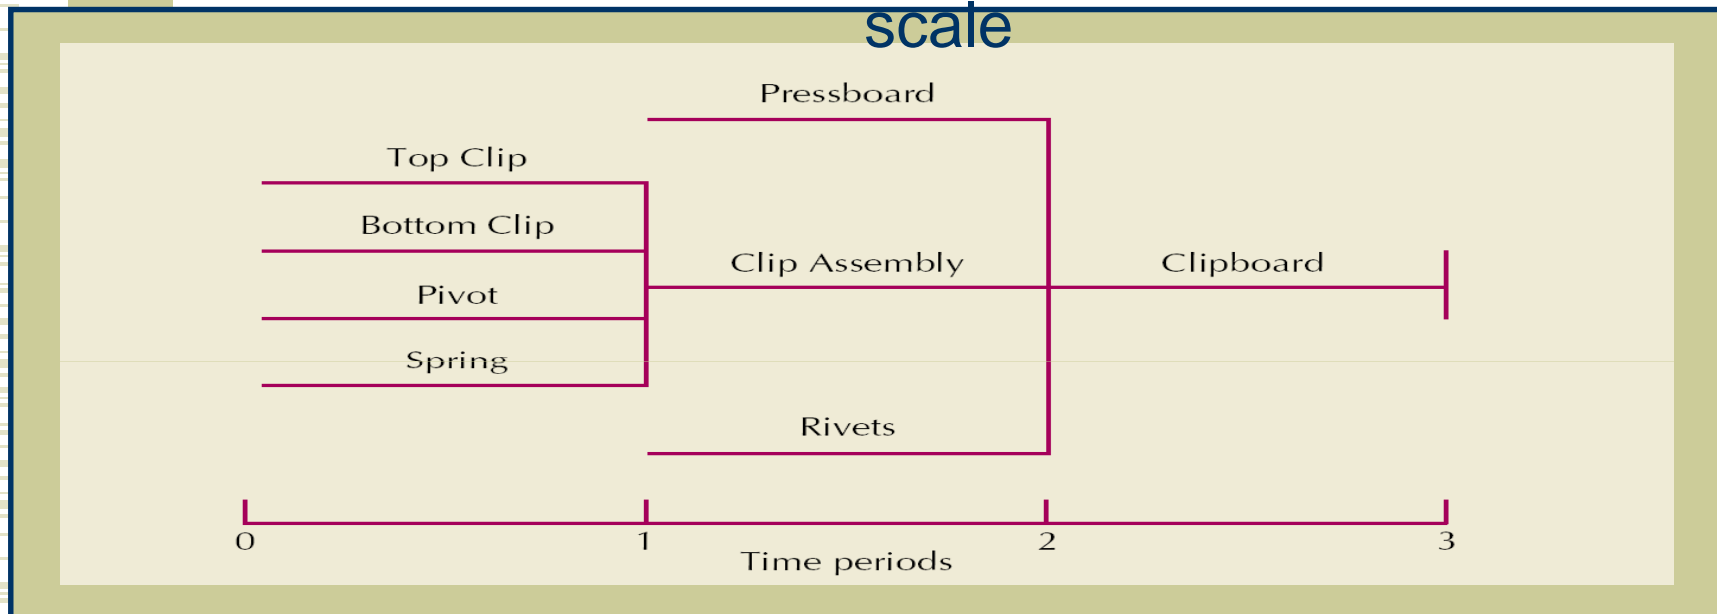 scale
Pressboard
Top Clip
Bottom Clip
Clip Assembly
Clipboard
Pivot
Spring
Rivets
0 1 2 3
Time periods